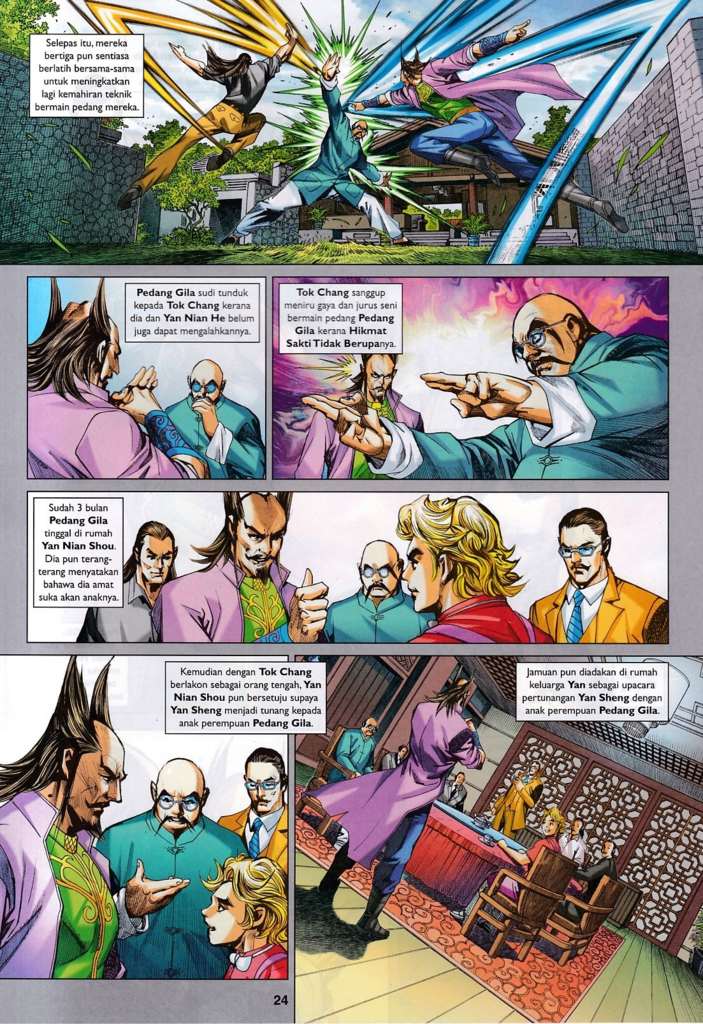 Selepas itu, mereka
bertiga pun sentiasa
berlatih bersama-sama
untuk meningkatkan
lagi kemahiran teknik
bermain pedang mereka.
Pedang Gila sudi tunduk
kepada Tok Chang kerana
dia dan Yan Nian He belum
juga dapat mengalahkannya.
Tok Chang sanggup
meniru gaya dan jurus seni
bermain pedang Pedang
Gila kerana Hikmat
Sakti Tidak Berupanya.
Sudah 3 bulan
Pedang Gila
tinggal di rumah
Yan Nian Shou.
Dia pun terang-
terang menyatakan
bahawa dia amat
suka akan anaknya.
Kemudian dengan Tok Chang
berlakon sebagai orang tengah, Yan
Nian Shou pun bersetuju supaya
Yan Sheng menjadi tunang kepada
anak perempuan Pedang Gila.
Jamuan pun diadakan di rumah
keluarga Yan sebagai upacara
pertunangan Yan Sheng dengan
anak perempuan Pedang Gila.
24